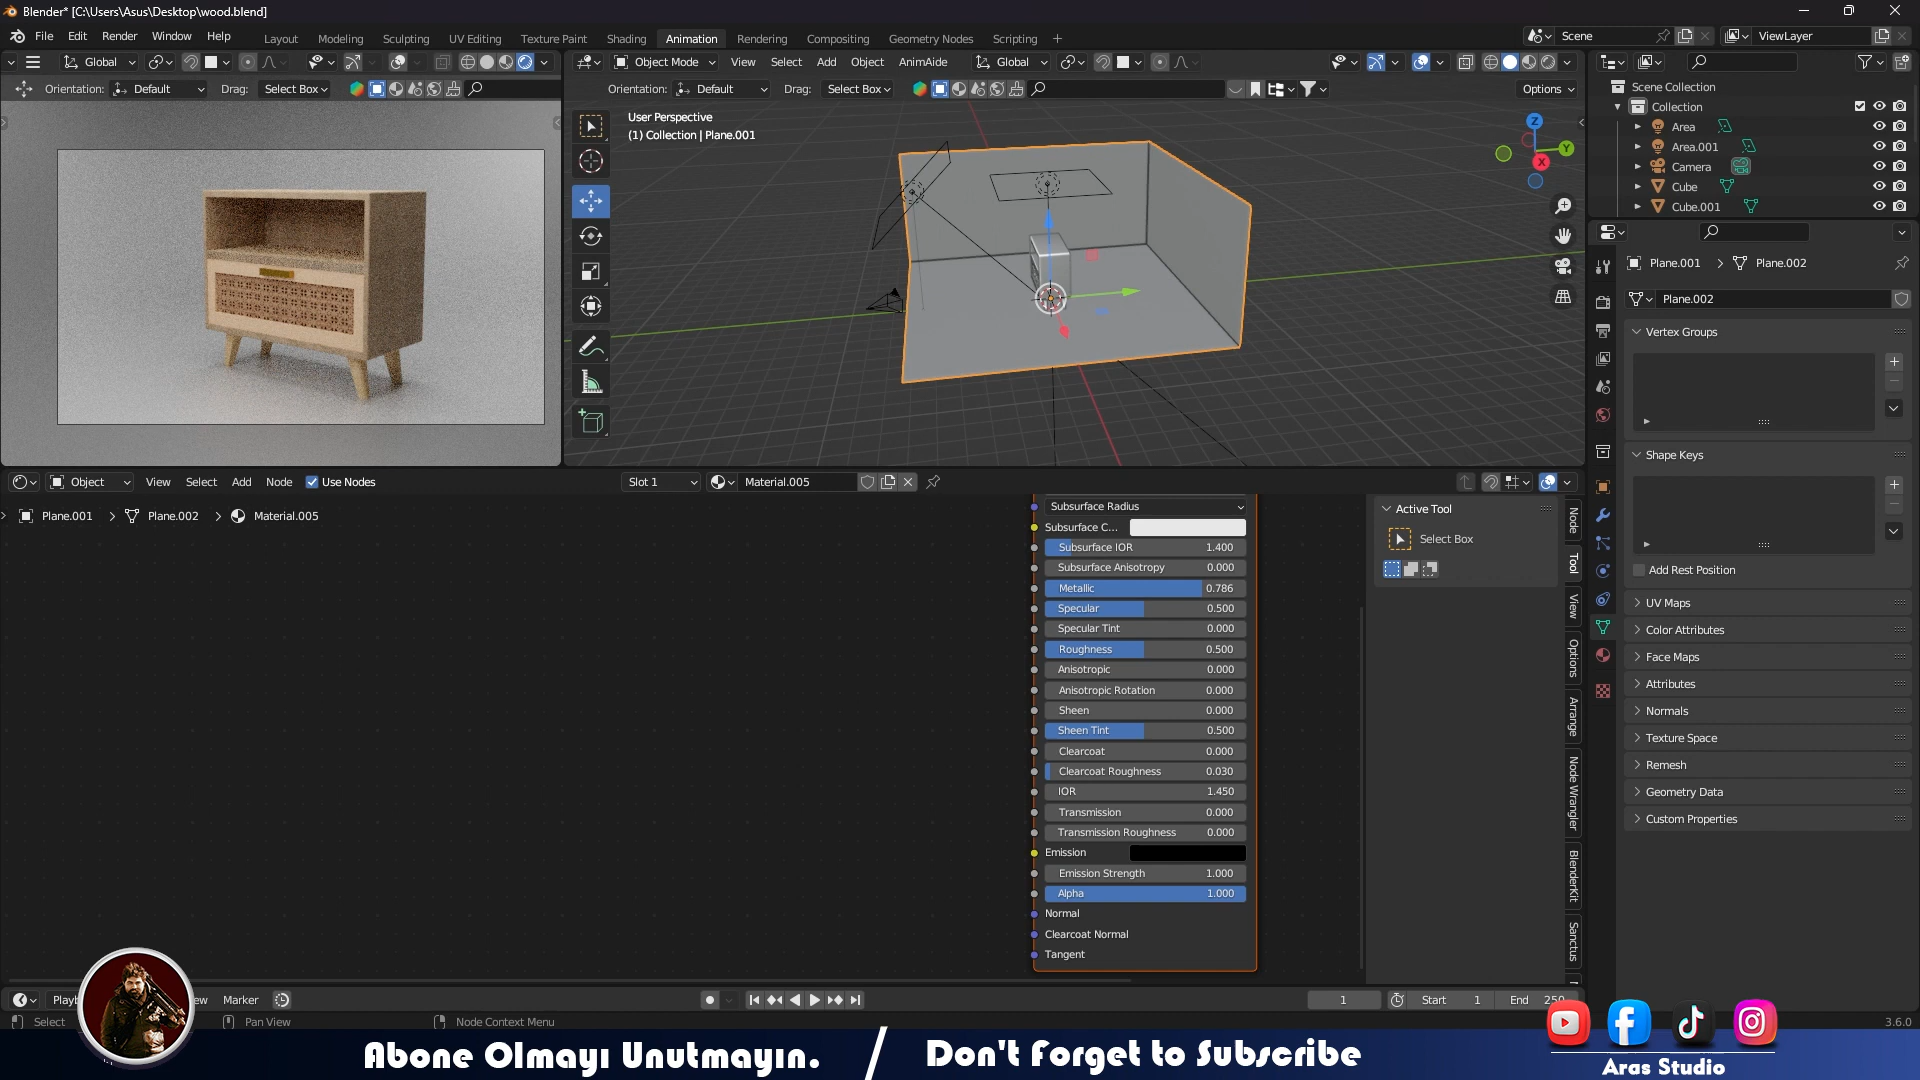 Blender* [C:\Users\Asus\Desktop\wood.blend]
File Edit Render Window Help
Layout Modeling Sculpting UV Editing Texture Paint Shading Animation Rendering Compositing Geometry Nodes Scripting +
Scene ViewLayer
Global
Object Mode View Select Add Object AnimAide Global
Orientation: Default Drag: Select Box
Orientation: Default Drag: Select Box
Options
User Perspective
(1) Collection | Plane.001
Z
Y
X
Scene Collection
Collection
Area
Area.001
Camera
Cube
Cube.001
Plane.001 > Plane.002
Plane.002
Vertex Groups
Shape Keys
Add Rest Position
UV Maps
Color Attributes
Face Maps
Attributes
Normals
Texture Space
Remesh
Geometry Data
Custom Properties
Object View Select Add Node Use Nodes
Slot 1 Material.005
Plane.001 > Plane.002 > Material.005
Subsurface Radius
Subsurface C...
Subsurface IOR 1.400
Subsurface Anisotropy 0.000
Metallic 0.786
Specular 0.500
Specular Tint 0.000
Roughness 0.500
Anisotropic 0.000
Anisotropic Rotation 0.000
Sheen 0.000
Sheen Tint 0.500
Clearcoat 0.000
Clearcoat Roughness 0.030
IOR 1.450
Transmission 0.000
Transmission Roughness 0.000
Emission
Emission Strength 1.000
Alpha 1.000
Normal
Clearcoat Normal
Tangent
Active Tool
Select Box
Node
Tool
View
Options
Arrange
Node Wrangler
BlenderKit
Sanctus
Marker
1 Start 1 End 250
Select Pan View Node Context Menu
3.6.0
Abone Olmayı Unutmayın. / Don't Forget to Subscribe
Aras Studio